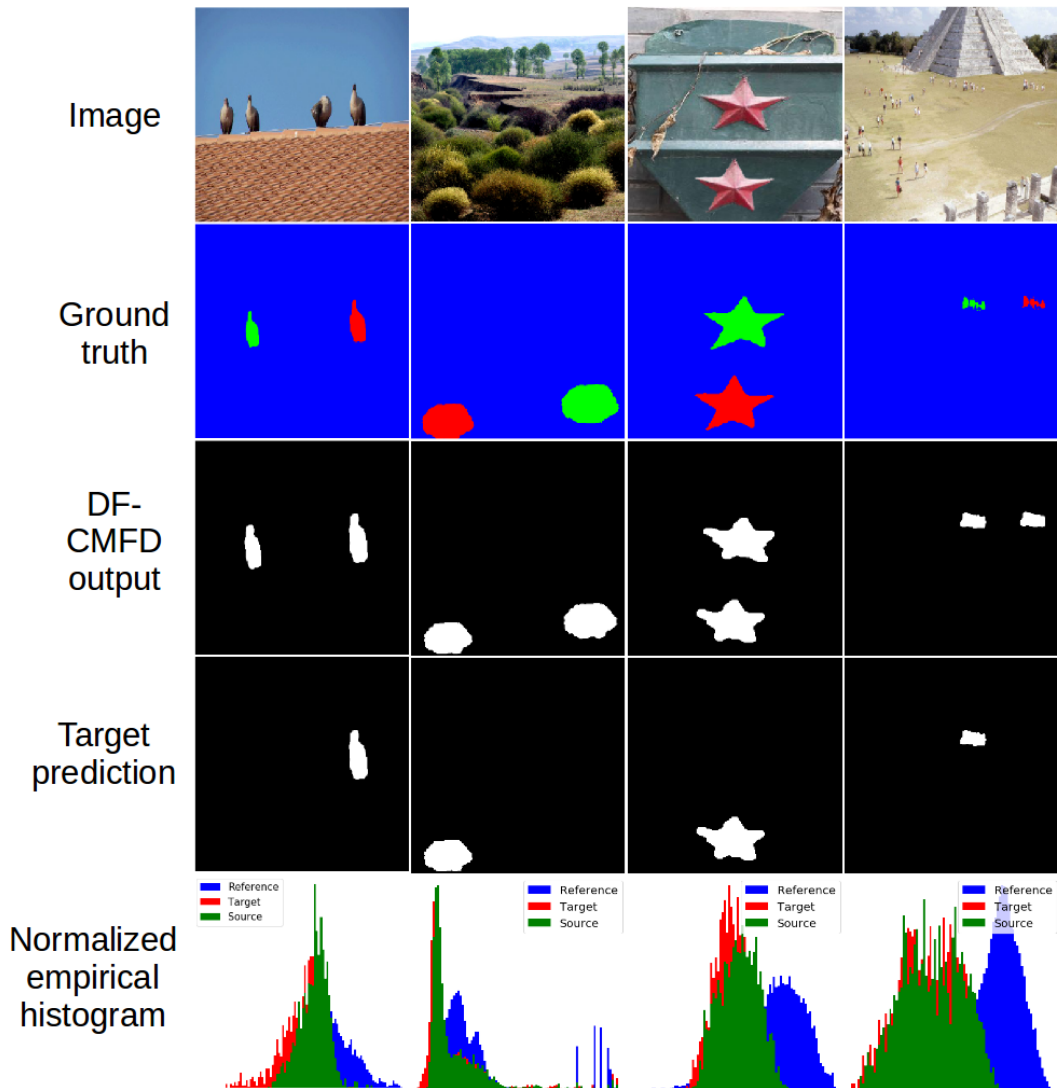 Image
Ground
truth
DF-
CMFD
output
Target
prediction
Normalized
empirical
histogram
Reference
Target
Source
Reference
Target
Source
Reference
Target
Source
Reference
Target
Source